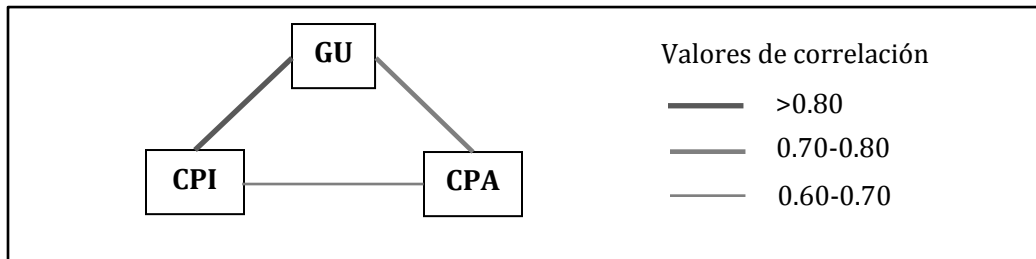 GU
CPI
CPA
Valores de correlación
>0.80
0.70-0.80
0.60-0.70